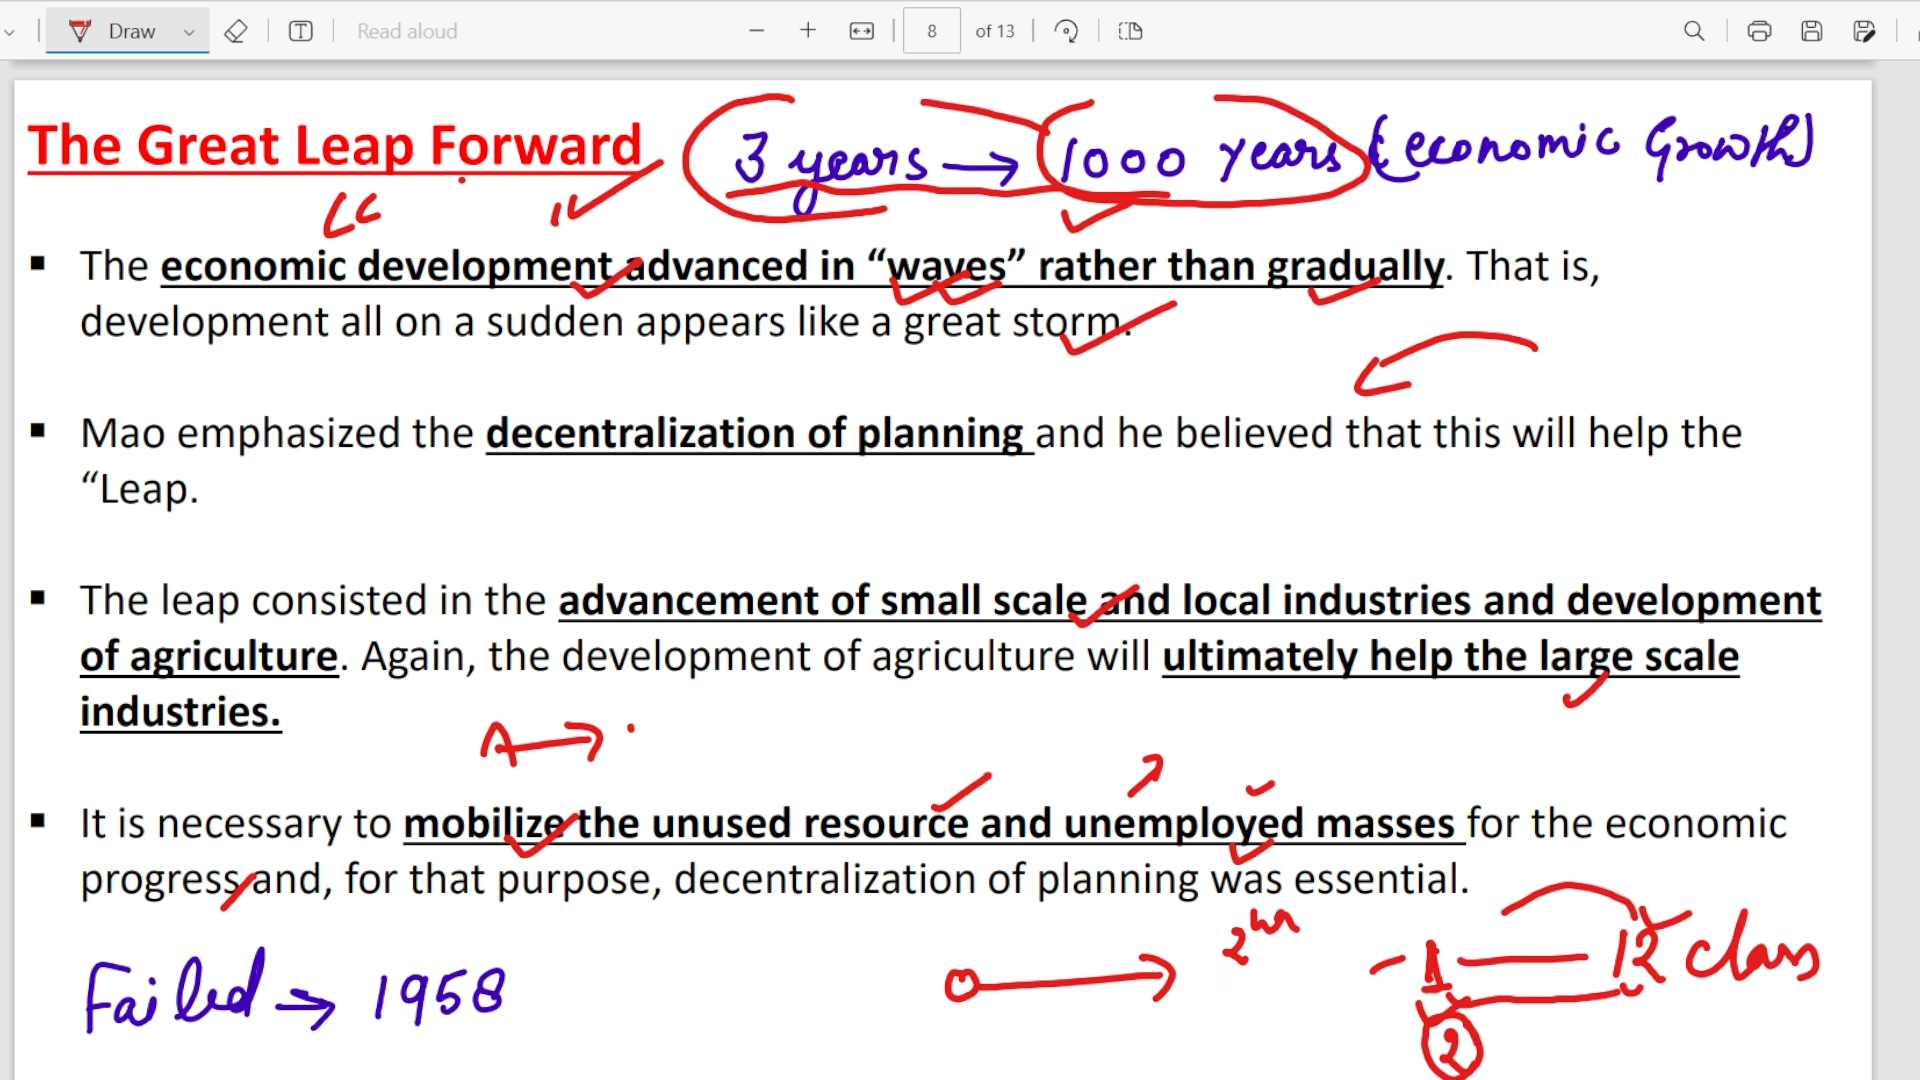 Draw
Read aloud
8 of 13
The Great Leap Forward 3 years → 1000 years (economic Growth)
▪ The economic development advanced in “waves” rather than gradually. That is,
development all on a sudden appears like a great storm.
▪ Mao emphasized the decentralization of planning and he believed that this will help the
“Leap.
▪ The leap consisted in the advancement of small scale and local industries and development
of agriculture. Again, the development of agriculture will ultimately help the large scale
industries.
A →
▪ It is necessary to mobilize the unused resource and unemployed masses for the economic
progress and, for that purpose, decentralization of planning was essential.
2hr
1 — 12 class
Failed → 1958
2